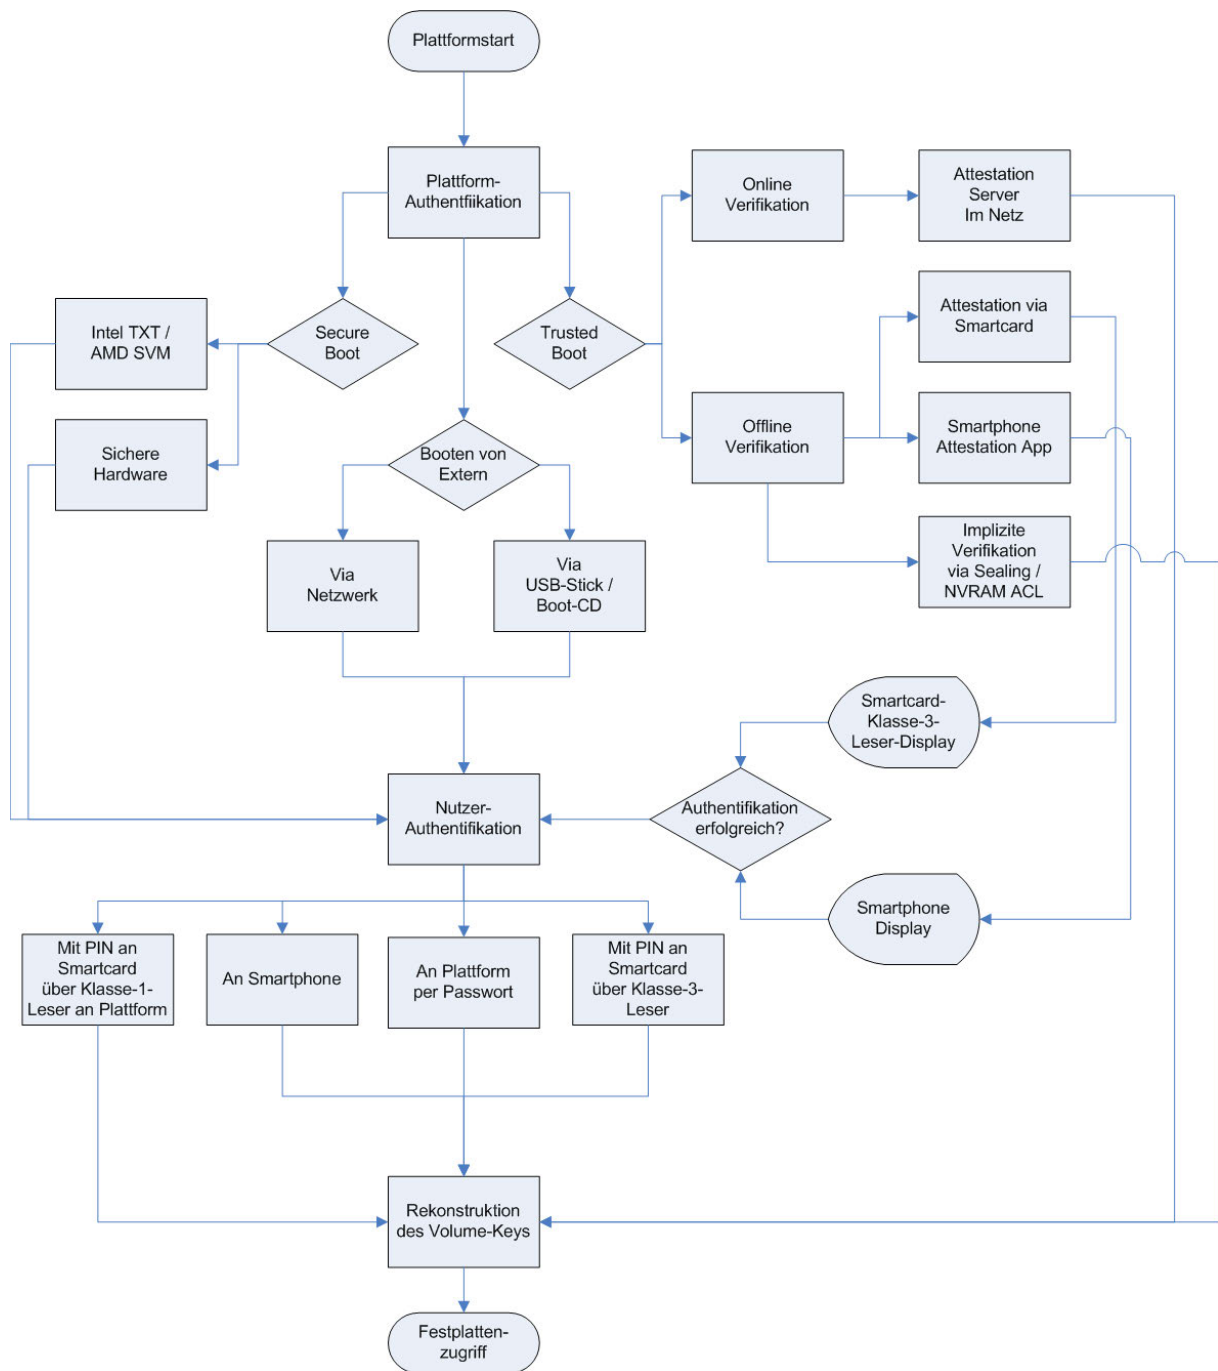 Plattformstart
Plattform-
Authentfiikation
Online
Verifikation
Attestation
Server
Im Netz
Intel TXT /
AMD SVM
Secure
Boot
Trusted
Boot
Attestation via
Smartcard
Sichere
Hardware
Booten von
Extern
Offline
Verifikation
Smartphone
Attestation App
Via
Netzwerk
Via
USB-Stick /
Boot-CD
Implizite
Verifikation
via Sealing /
NVRAM ACL
Smartcard-
Klasse-3-
Leser-Display
Nutzer-
Authentifikation
Authentifikation
erfolgreich?
Smartphone
Display
Mit PIN an
Smartcard
über Klasse-1-
Leser an Plattform
An Smartphone
An Plattform
per Passwort
Mit PIN an
Smartcard
über Klasse-3-
Leser
Rekonstruktion
des Volume-Keys
Festplatten-
zugriff